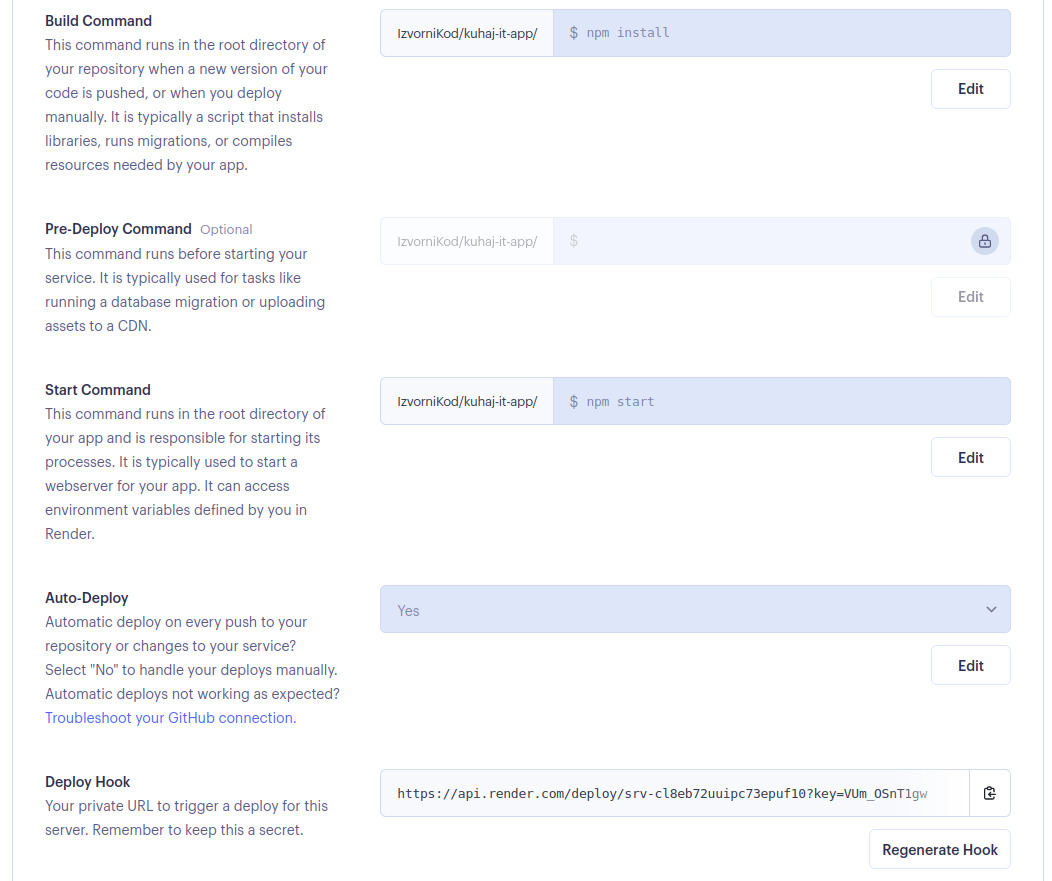 Build Command
This command runs in the root directory of
your repository when a new version of your
code is pushed, or when you deploy
manually. It is typically a script that installs
libraries, runs migrations, or compiles
resources needed by your app.
IzvorniKod/kuhaj-it-app/ $ npm install
Edit
Pre-Deploy Command Optional
This command runs before starting your
service. It is typically used for tasks like
running a database migration or uploading
assets to a CDN.
IzvorniKod/kuhaj-it-app/ $
Edit
Start Command
This command runs in the root directory of
your app and is responsible for starting its
processes. It is typically used to start a
webserver for your app. It can access
environment variables defined by you in
Render.
IzvorniKod/kuhaj-it-app/ $ npm start
Edit
Auto-Deploy
Automatic deploy on every push to your
repository or changes to your service?
Select "No" to handle your deploys manually.
Automatic deploys not working as expected?
Troubleshoot your GitHub connection.
Yes
Edit
Deploy Hook
Your private URL to trigger a deploy for this
server. Remember to keep this a secret.
https://api.render.com/deploy/srv-cl8eb72uuipc73epuf10?key=VUm_OSnT1gw
Regenerate Hook